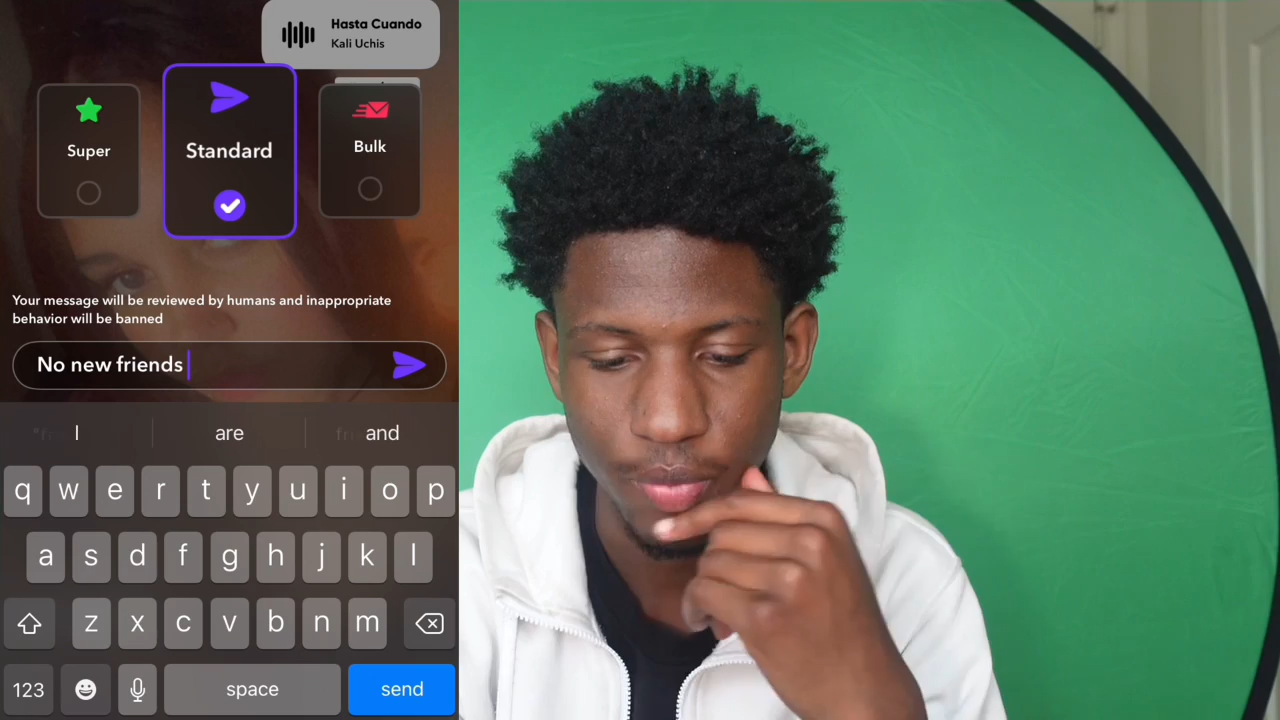 Hasta Cuando
Kali Uchis
Super
Standard
Bulk
Your message will be reviewed by humans and inappropriate
behavior will be banned
No new friends
I are and
q w e r t y u i o p
a s d f g h j k l
z x c v b n m
123 space send